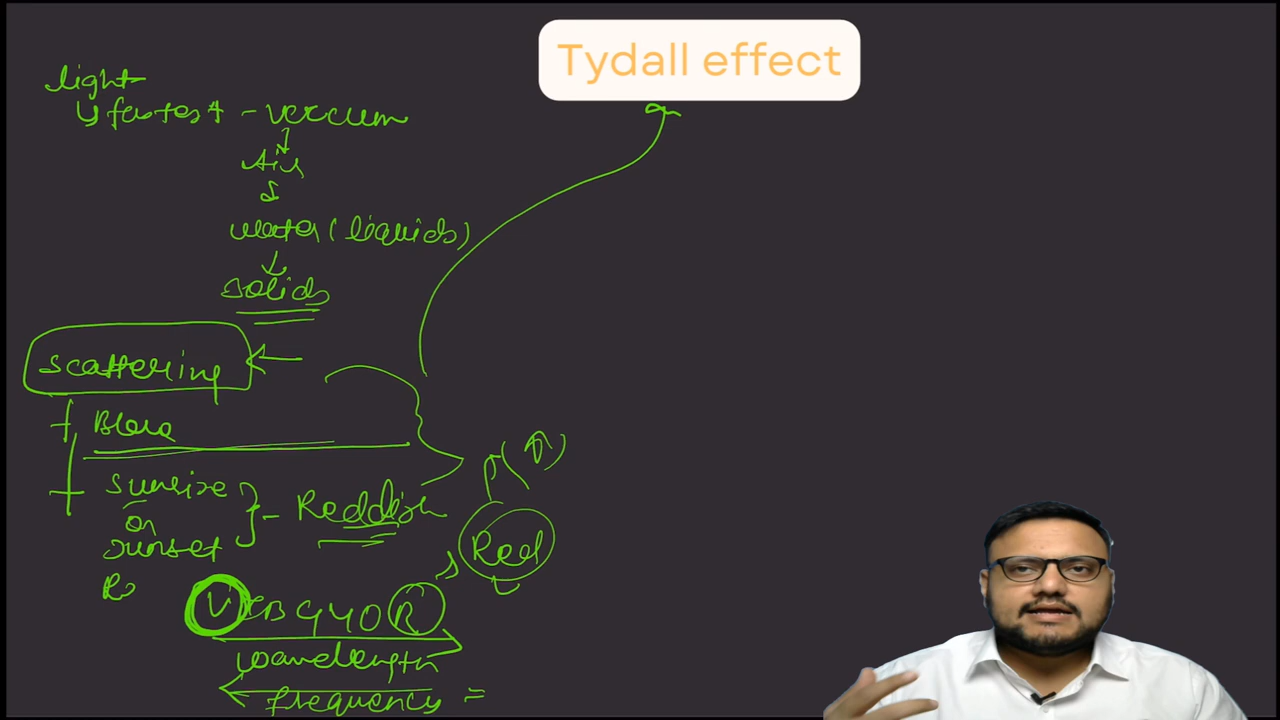 Tydall effect
light
fastest - vaccum
Air
water (liquids)
solids
scattering
Blue
Sunrise
or
sunset
} - Reddish
Red
VIBGYOR
wavelength
frequency =